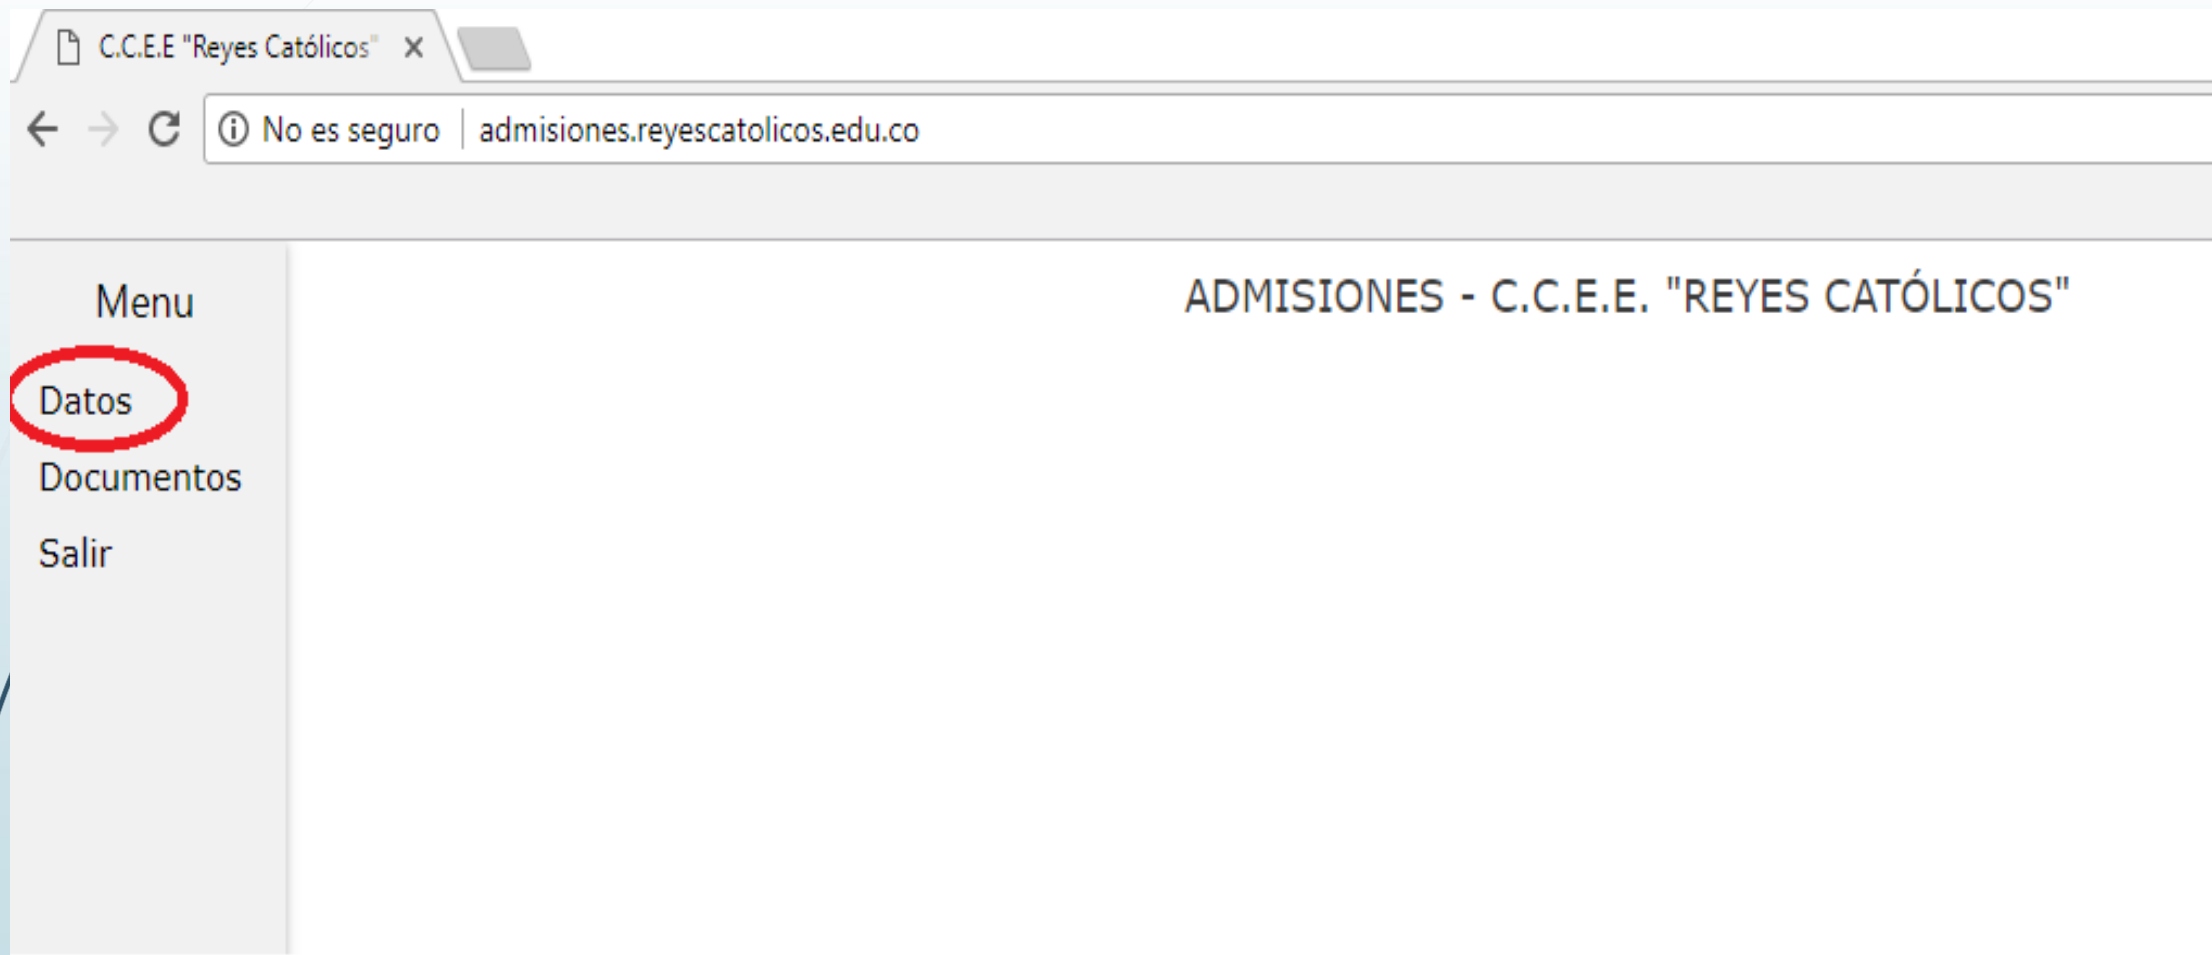 C.C.E.E "Reyes Católicos"
No es seguro admisiones.reyescatolicos.edu.co
Menu
ADMISIONES - C.C.E.E. "REYES CATÓLICOS"
Datos
Documentos
Salir